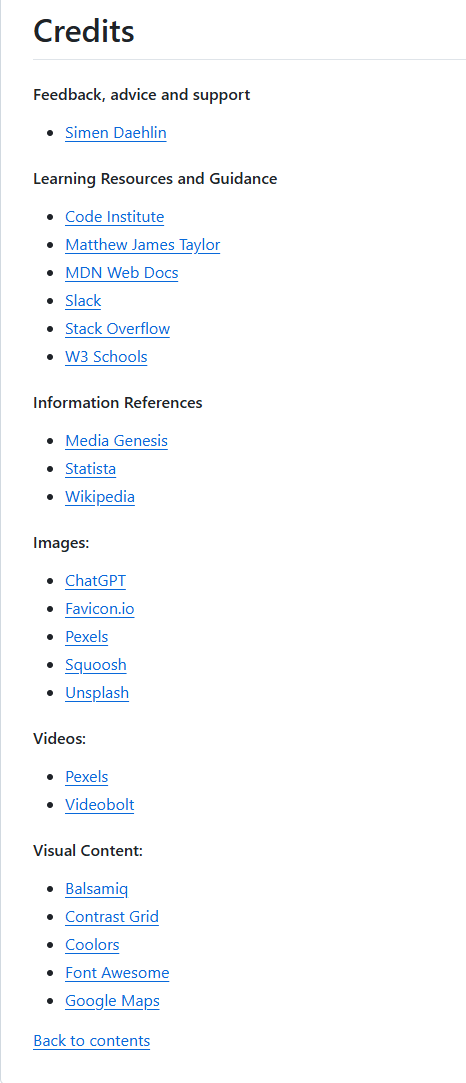 Credits
Feedback, advice and support
Simen Daehlin
Learning Resources and Guidance
Code Institute
Matthew James Taylor
MDN Web Docs
Slack
Stack Overflow
W3 Schools
Information References
Media Genesis
Statista
Wikipedia
Images:
ChatGPT
Favicon.io
Pexels
Squoosh
Unsplash
Videos:
Pexels
Videobolt
Visual Content:
Balsamiq
Contrast Grid
Coolors
Font Awesome
Google Maps
Back to contents